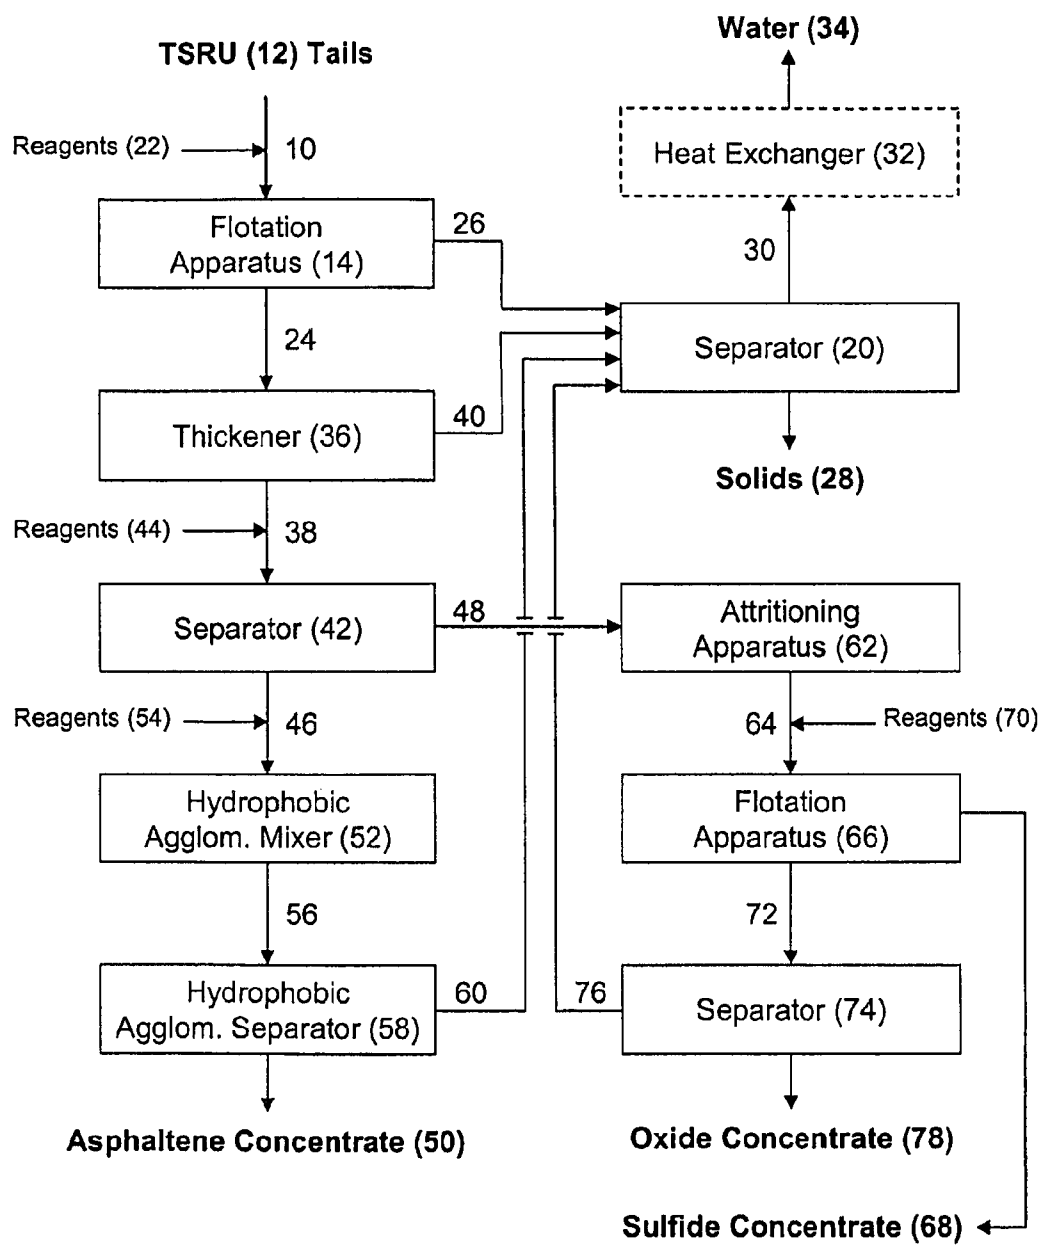 TSRU (12) Tails
Reagents (22)
10
Flotation
Apparatus (14)
26
24
Thickener (36)
40
Reagents (44)
38
Separator (42)
48
Reagents (54)
46
Hydrophobic
Agglom. Mixer (52)
56
Hydrophobic
Agglom. Separator (58)
60
Asphaltene Concentrate (50)
Water (34)
Heat Exchanger (32)
30
Separator (20)
Solids (28)
Attritioning
Apparatus (62)
64
Reagents (70)
Flotation
Apparatus (66)
72
76
Separator (74)
Oxide Concentrate (78)
Sulfide Concentrate (68)